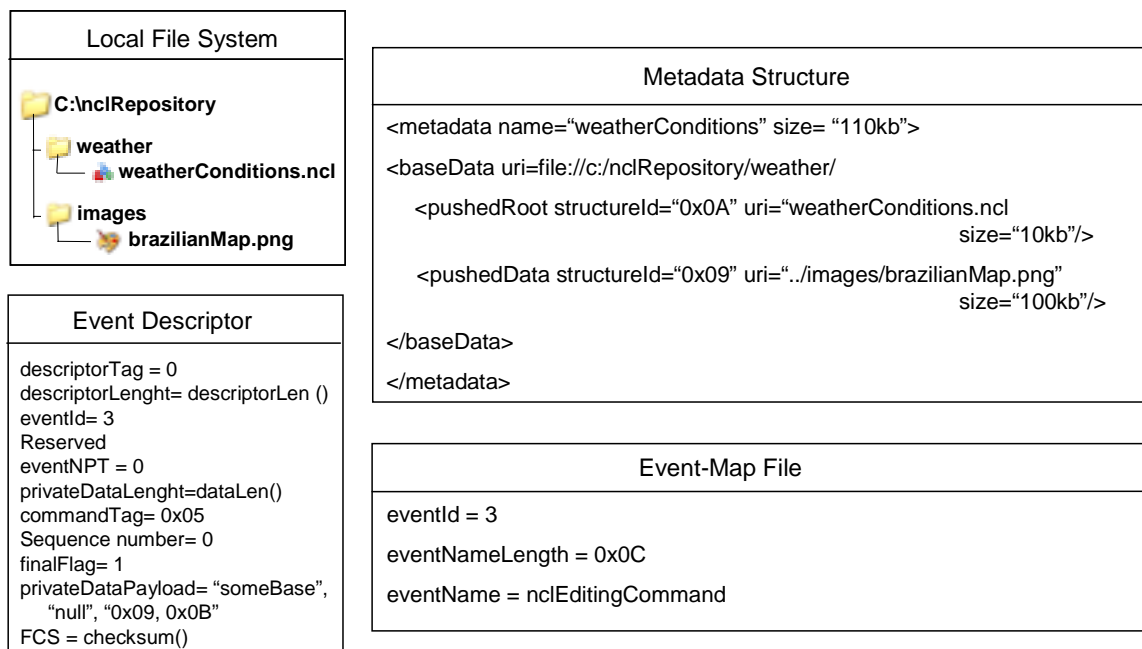 Local File System
C:\nclRepository
weather
weatherConditions.ncl
images
brazilianMap.png
Event Descriptor
descriptorTag = 0
descriptorLenght= descriptorLen ()
eventId= 3
Reserved
eventNPT = 0
privateDataLenght=dataLen()
commandTag= 0x05
Sequence number= 0
finalFlag= 1
privateDataPayload= “someBase”,
“null”, “0x09, 0x0B”
FCS = checksum()
Metadata Structure
<metadata name=“weatherConditions” size= “110kb”>
<baseData uri=file://c:/nclRepository/weather/
<pushedRoot structureId=“0x0A” uri=“weatherConditions.ncl
size=“10kb”/>
<pushedData structureId=“0x09” uri=“../images/brazilianMap.png”
size=“100kb”/>
</baseData>
</metadata>
Event-Map File
eventId = 3
eventNameLength = 0x0C
eventName = nclEditingCommand